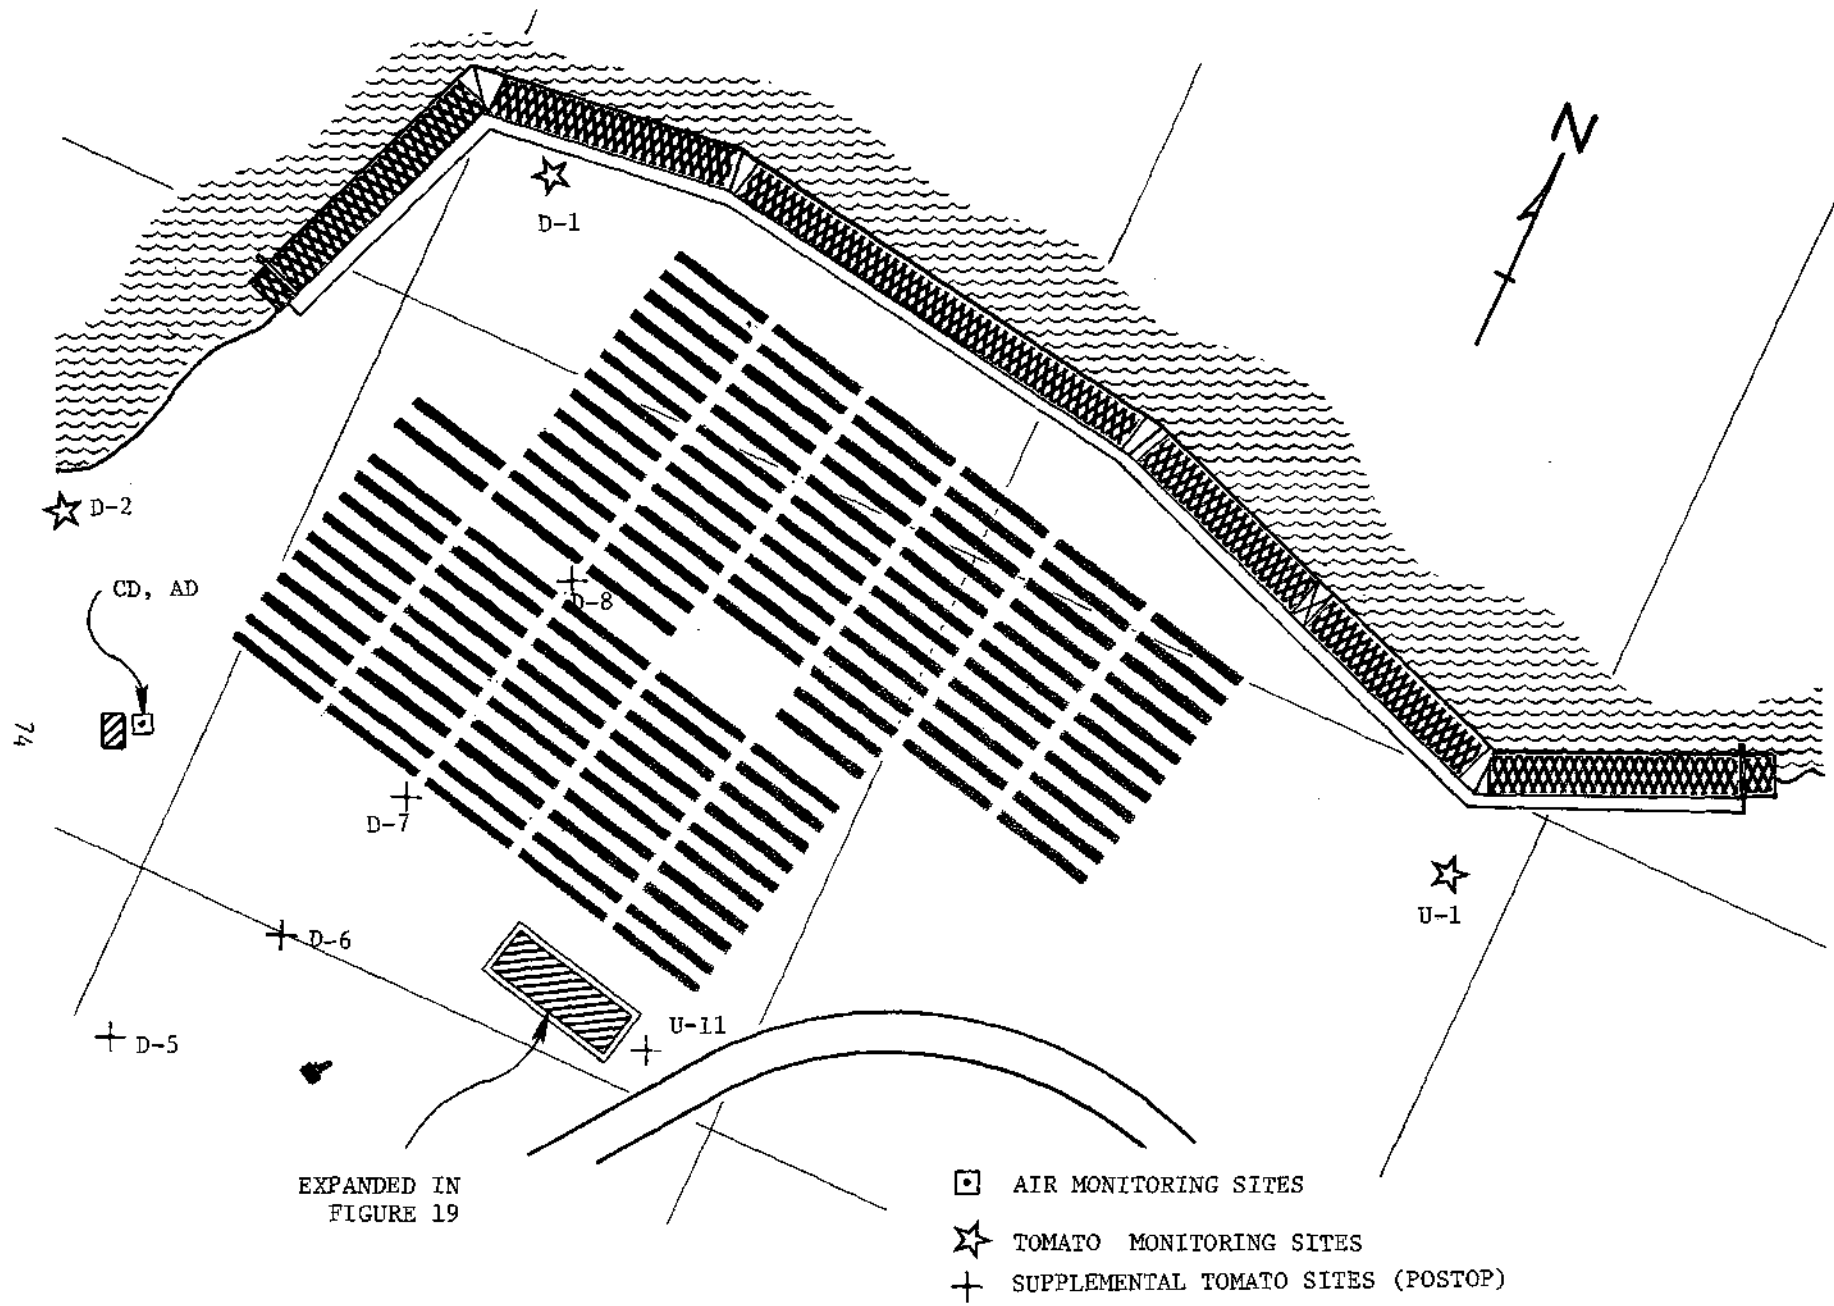 N
D-1
D-2
CD, AD
D-8
74
D-7
D-6
D-5
U-1
U-11
EXPANDED IN
FIGURE 19
AIR MONITORING SITES
TOMATO MONITORING SITES
SUPPLEMENTAL TOMATO SITES (POSTOP)